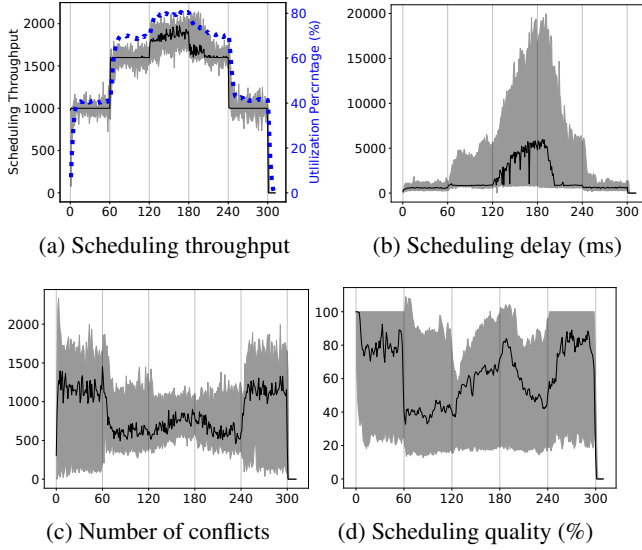 2000
1500
1000
500
0
Scheduling Throughput
80
60
40
20
0
Utlilization Percrntage (%)
0 60 120 180 240 300
(a) Scheduling throughput
20000
15000
10000
5000
0
0 60 120 180 240 300
(b) Scheduling delay (ms)
2000
1500
1000
500
0
0 60 120 180 240 300
(c) Number of conflicts
100
80
60
40
20
0
0 60 120 180 240 300
(d) Scheduling quality (%)